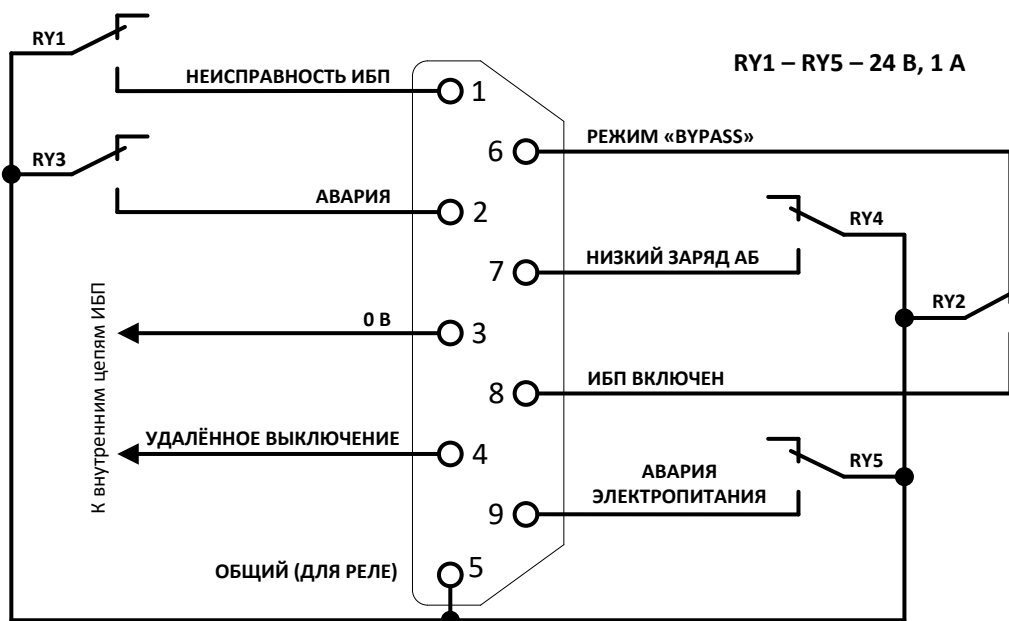 RY1
НЕИСПРАВНОСТЬ ИБП
1
RY1 – RY5 – 24 В, 1 А
6
РЕЖИМ «BYPASS»
RY3
АВАРИЯ
2
RY4
7
НИЗКИЙ ЗАРЯД АБ
RY2
К внутренним цепям ИБП
0 В
3
8
ИБП ВКЛЮЧЕН
УДАЛЁННОЕ ВЫКЛЮЧЕНИЕ
4
RY5
9
АВАРИЯ
ЭЛЕКТРОПИТАНИЯ
ОБЩИЙ (ДЛЯ РЕЛЕ)
5